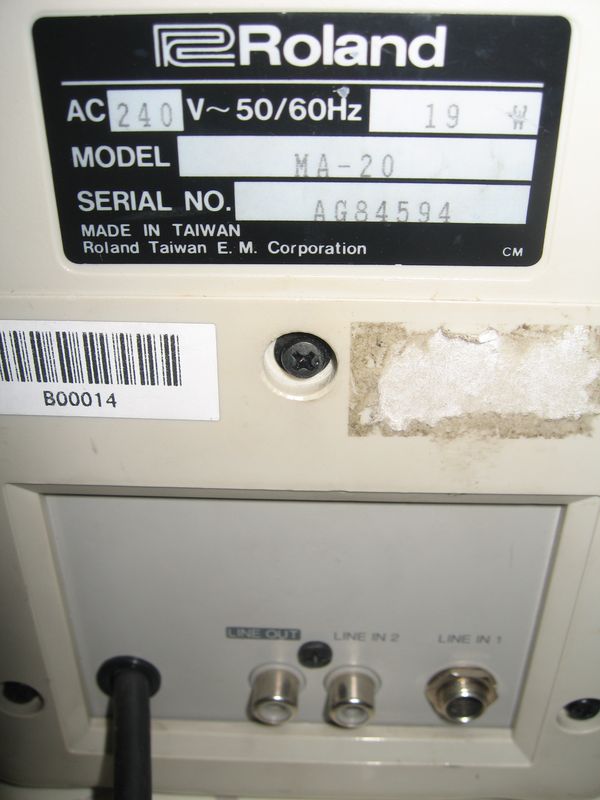 Roland
AC 240 V~ 50/60Hz 19 W
MODEL MA-20
SERIAL NO. AG84594
MADE IN TAIWAN
Roland Taiwan E. M. Corporation CM
B00014
LINE OUT LINE IN 2 LINE IN 1